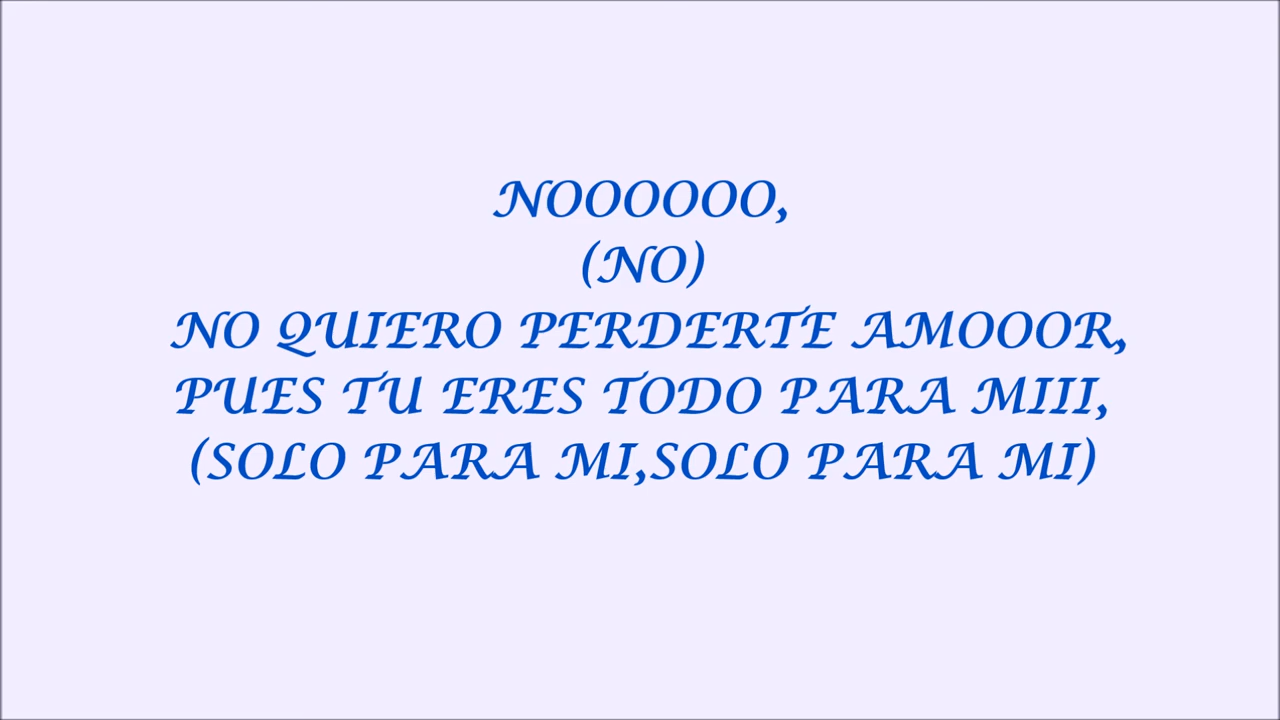 NOOOOOO,
(NO)
NO QUIERO PERDERTE AMOOOR,
PUES TU ERES TODO PARA MIII,
(SOLO PARA MI,SOLO PARA MI)